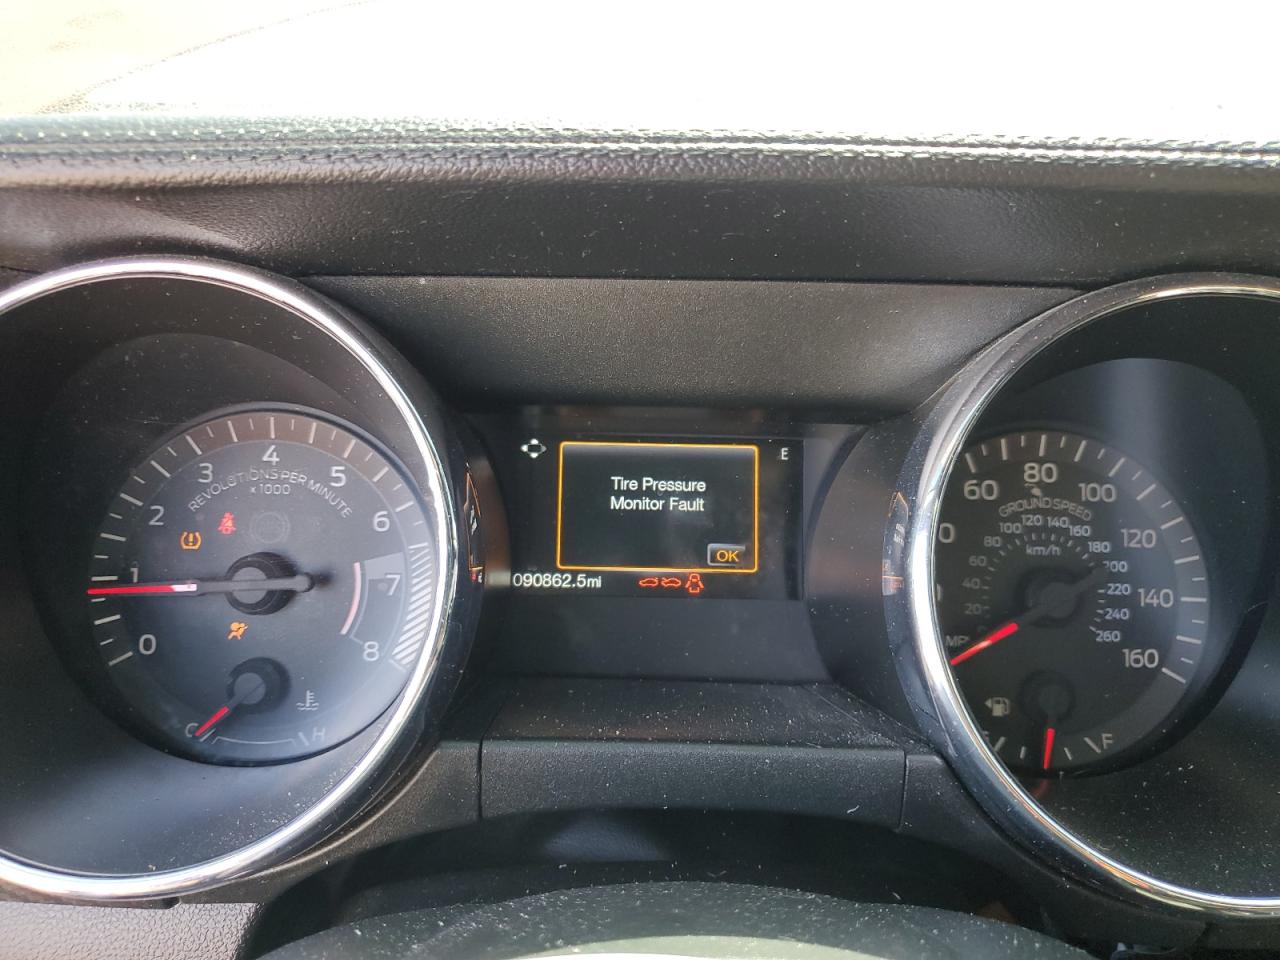 0
1
2
3
4
5
6
7
8
REVOLUTIONS PER MINUTE
x1000
C
H
E
Tire Pressure
Monitor Fault
OK
090862.5mi
60
80
100
120
140
160
GROUND SPEED
20
40
60
80
100
120
140
160
180
200
220
240
260
km/h
MP
F